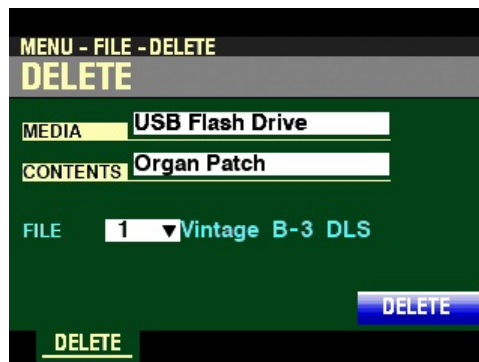 MENU - FILE - DELETE
DELETE
MEDIA USB Flash Drive
CONTENTS Organ Patch
FILE 1 ▼ Vintage B-3 DLS
DELETE
DELETE